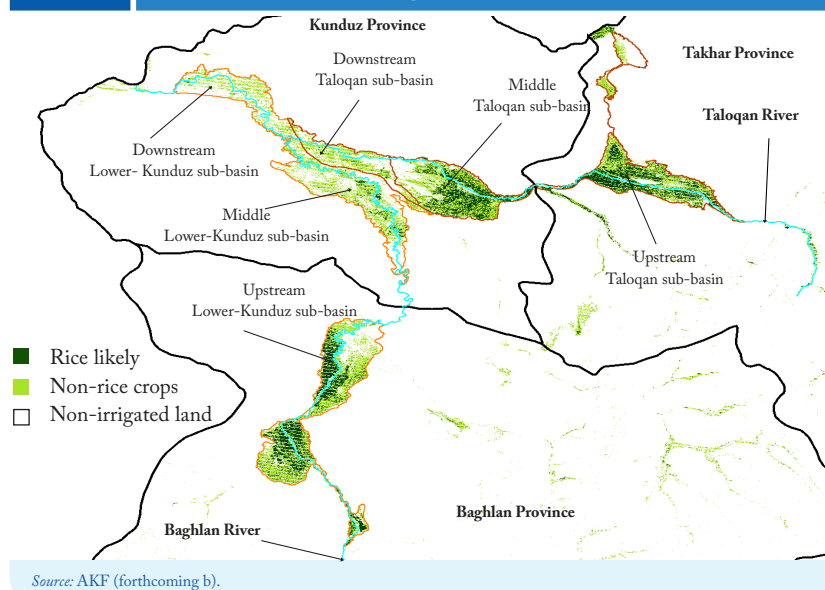 Kunduz Province
Downstream
Taloqan sub-basin
Takhar Province
Middle
Taloqan sub-basin
Taloqan River
Downstream
Lower- Kunduz sub-basin
Middle
Lower-Kunduz sub-basin
Upstream
Taloqan sub-basin
Upstream
Lower-Kunduz sub-basin
Rice likely
Non-rice crops
Non-irrigated land
Baghlan Province
Baghlan River
Source: AKF (forthcoming b).